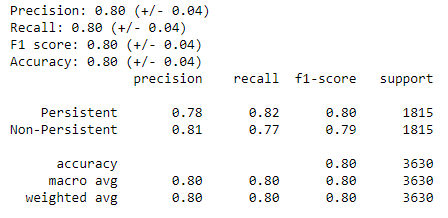 Precision: 0.80 (+/- 0.04)
Recall: 0.80 (+/- 0.04)
F1 score: 0.80 (+/- 0.04)
Accuracy: 0.80 (+/- 0.04)
precision recall f1-score support
Persistent 0.78 0.82 0.80 1815
Non-Persistent 0.81 0.77 0.79 1815
accuracy 0.80 3630
macro avg 0.80 0.80 0.80 3630
weighted avg 0.80 0.80 0.80 3630